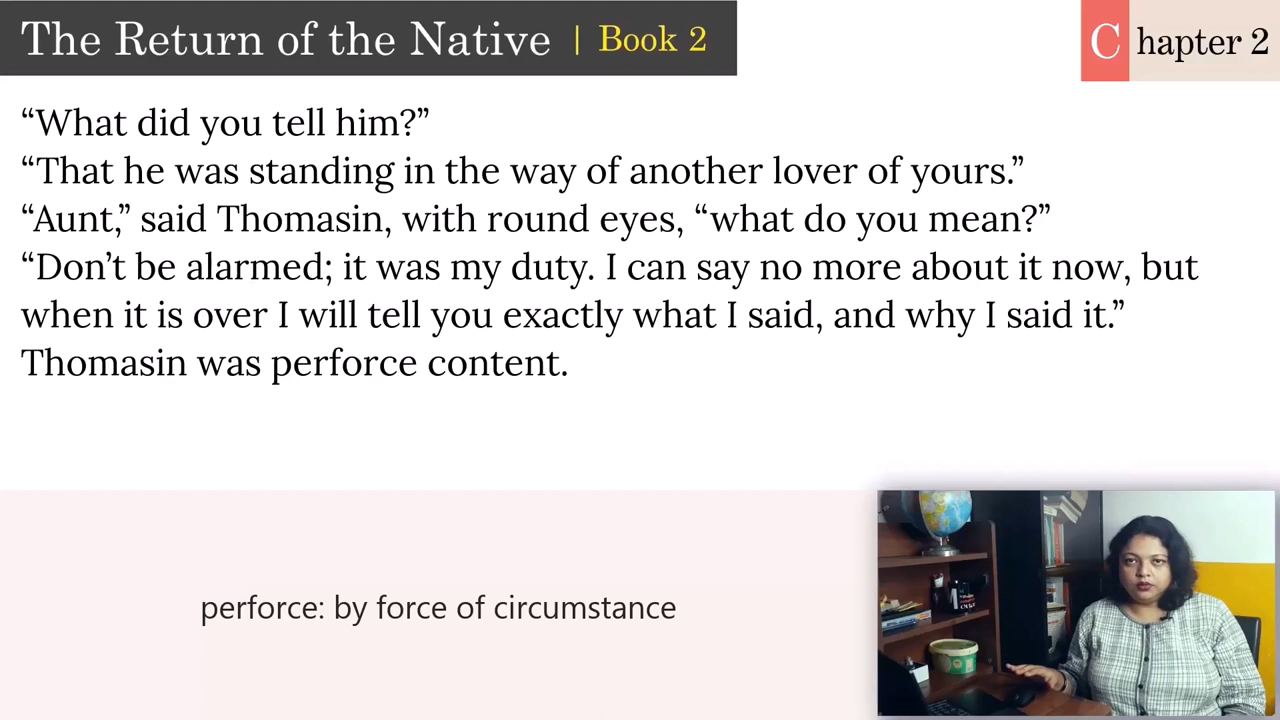 The Return of the Native | Book 2
Chapter 2
“What did you tell him?”
“That he was standing in the way of another lover of yours.”
“Aunt,” said Thomasin, with round eyes, “what do you mean?”
“Don’t be alarmed; it was my duty. I can say no more about it now, but
when it is over I will tell you exactly what I said, and why I said it.”
Thomasin was perforce content.
perforce: by force of circumstance